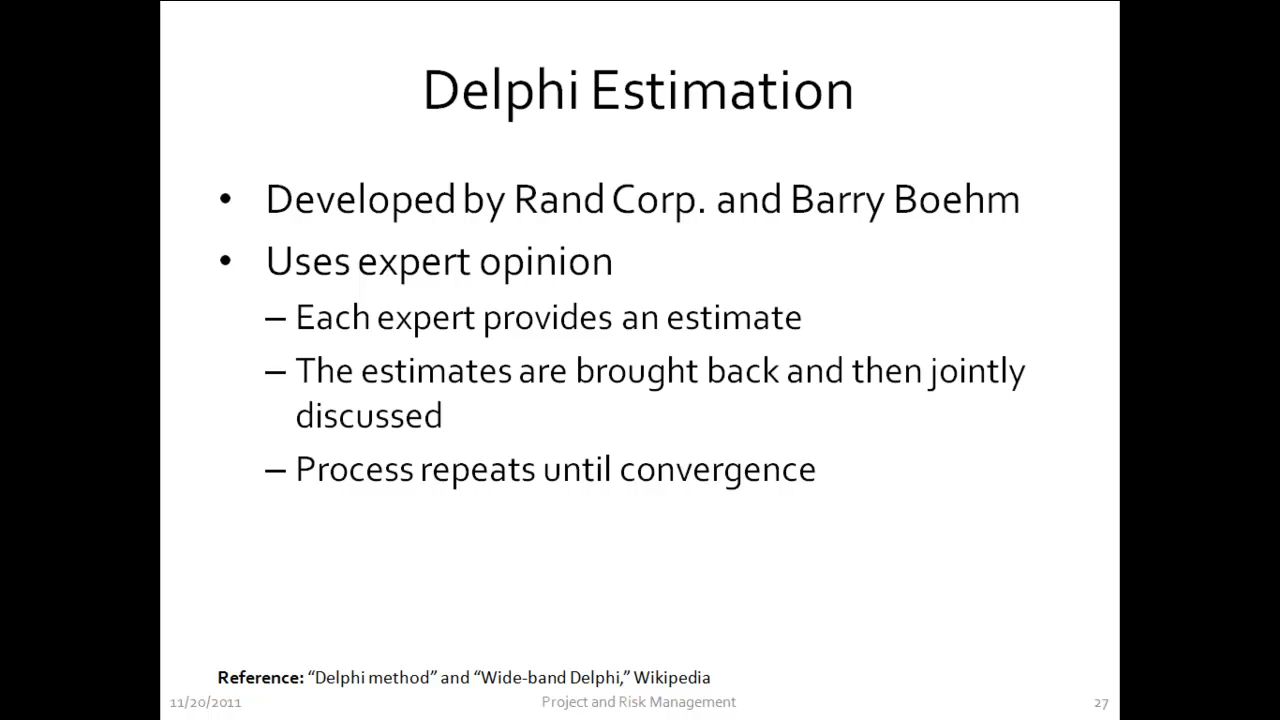 Delphi Estimation
• Developed by Rand Corp. and Barry Boehm
• Uses expert opinion
– Each expert provides an estimate
– The estimates are brought back and then jointly
discussed
– Process repeats until convergence
Reference: “Delphi method” and “Wide-band Delphi,” Wikipedia
11/20/2011 Project and Risk Management 27